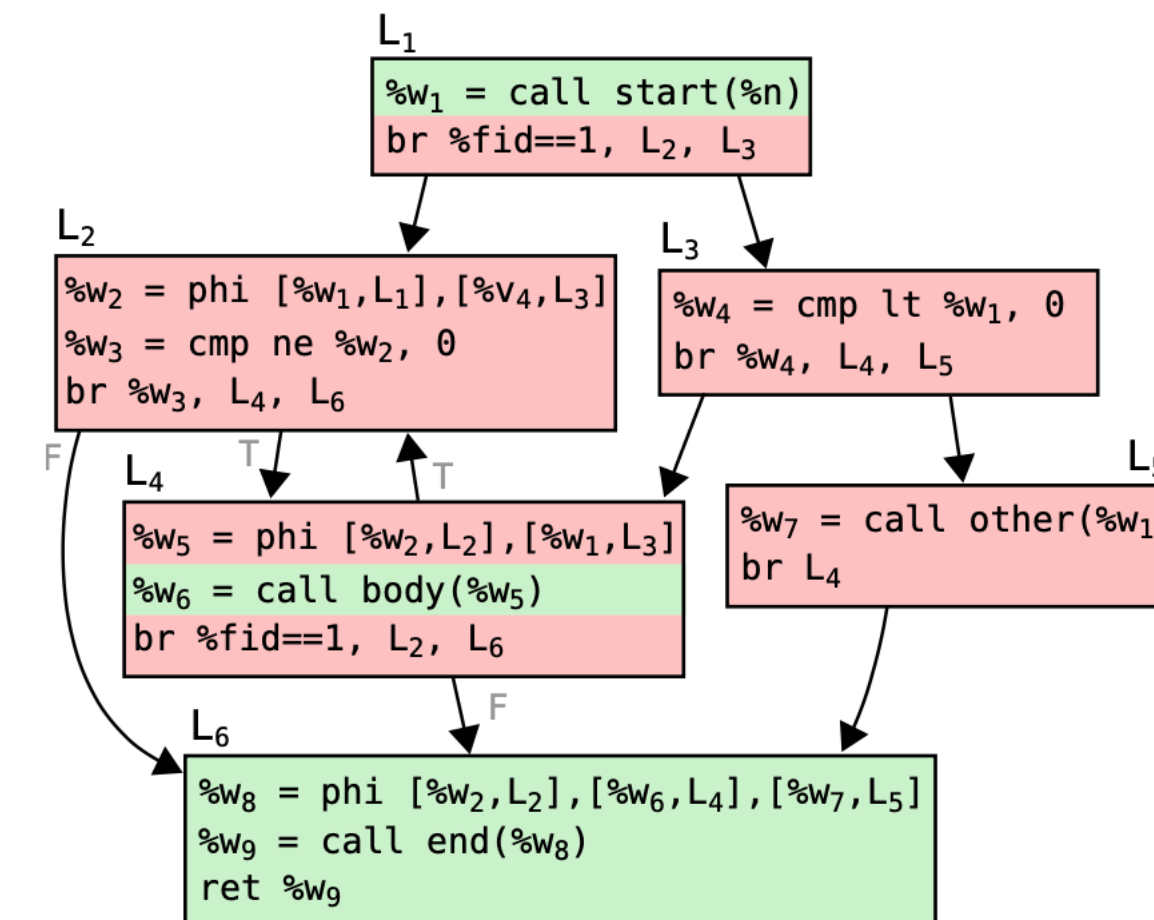 L₁
%w₁ = call start(%n)
br %fid==1, L₂, L₃
L₂
%w₂ = phi [%w₁,L₁],[%v₄,L₃]
%w₃ = cmp ne %w₂, 0
br %w₃, L₄, L₆
L₃
%w₄ = cmp lt %w₁, 0
br %w₄, L₄, L₅
F
T
T
L₄
%w₅ = phi [%w₂,L₂],[%w₁,L₃]
%w₆ = call body(%w₅)
br %fid==1, L₂, L₆
%w₇ = call other(%w₁
br L₄
F
L₆
%w₈ = phi [%w₂,L₂],[%w₆,L₄],[%w₇,L₅]
%w₉ = call end(%w₈)
ret %w₉